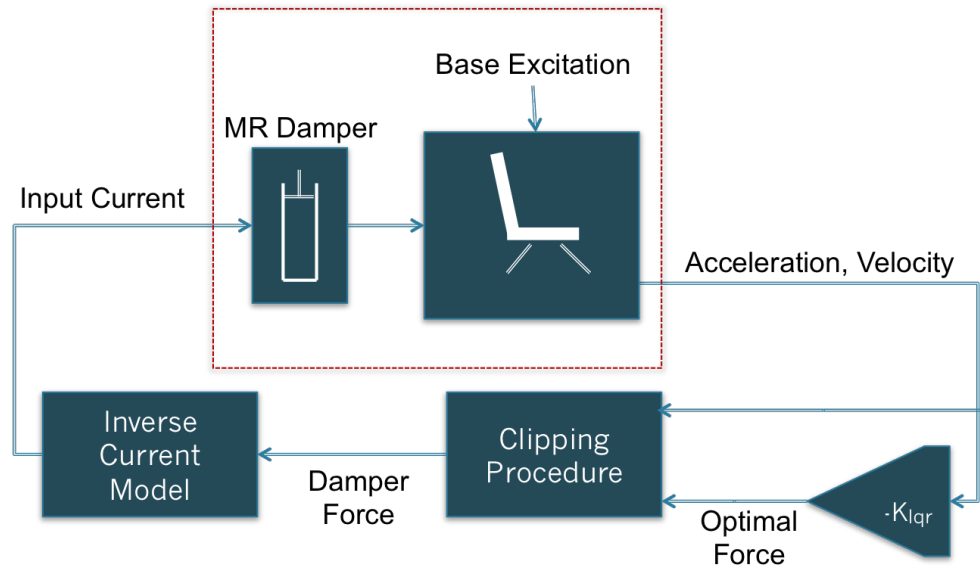 Base Excitation
MR Damper
Input Current
Acceleration, Velocity
Inverse
Current
Model
Clipping
Procedure
Damper
Force
Optimal
Force
-Klqr